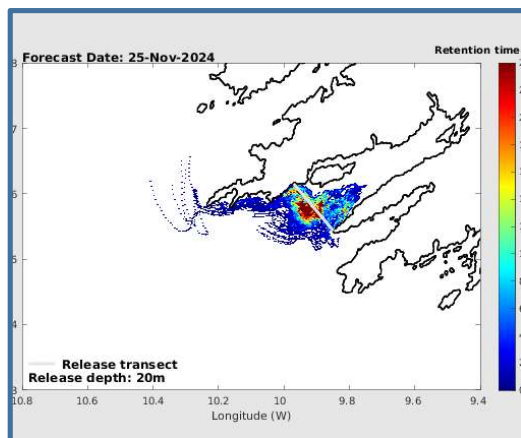 Forecast Date: 25-Nov-2024
Retention time
Release transect
Release depth: 20m
10.8 10.6 10.4 10.2 10 9.8 9.6 9.4
Longitude (W)